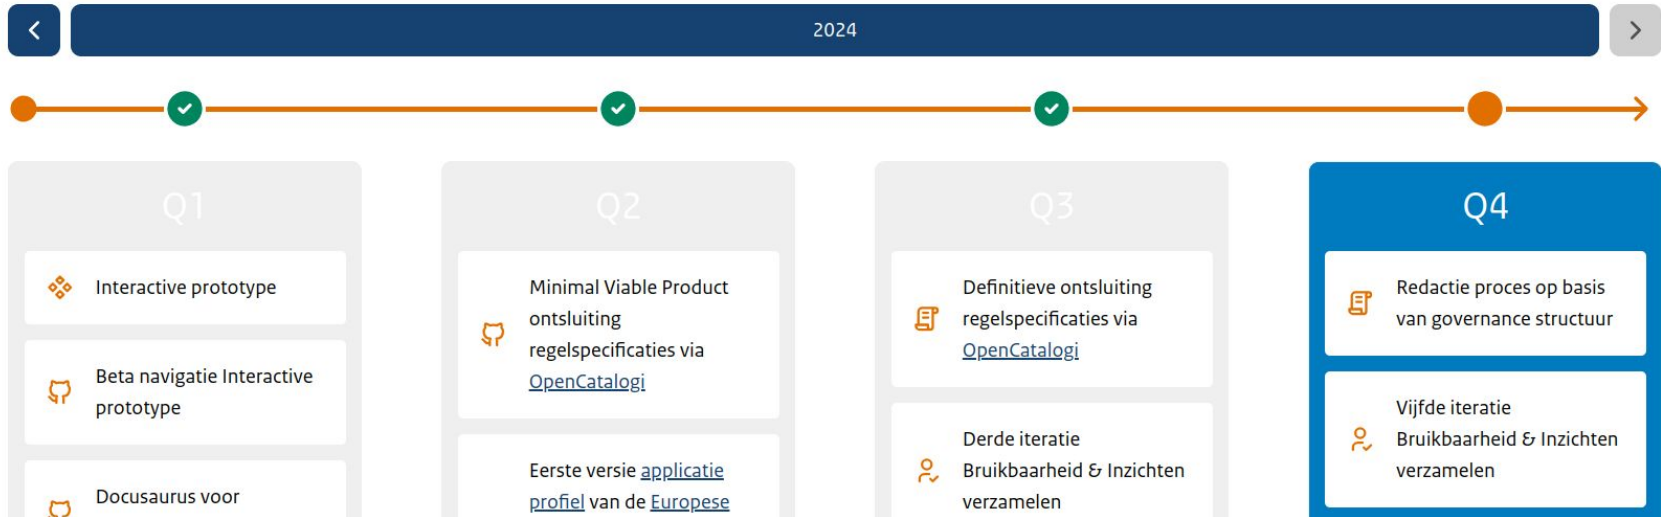 2024
Q1
Interactive prototype
Beta navigatie Interactive
prototype
Docusaurus voor
Q2
Minimal Viable Product
ontsluiting
regelspecificaties via
OpenCatalogi
Eerste versie applicatie
profiel van de Europese
Q3
Definitieve ontsluiting
regelspecificaties via
OpenCatalogi
Derde iteratie
Bruikbaarheid & Inzichten
verzamelen
Q4
Redactie proces op basis
van governance structuur
Vijfde iteratie
Bruikbaarheid & Inzichten
verzamelen